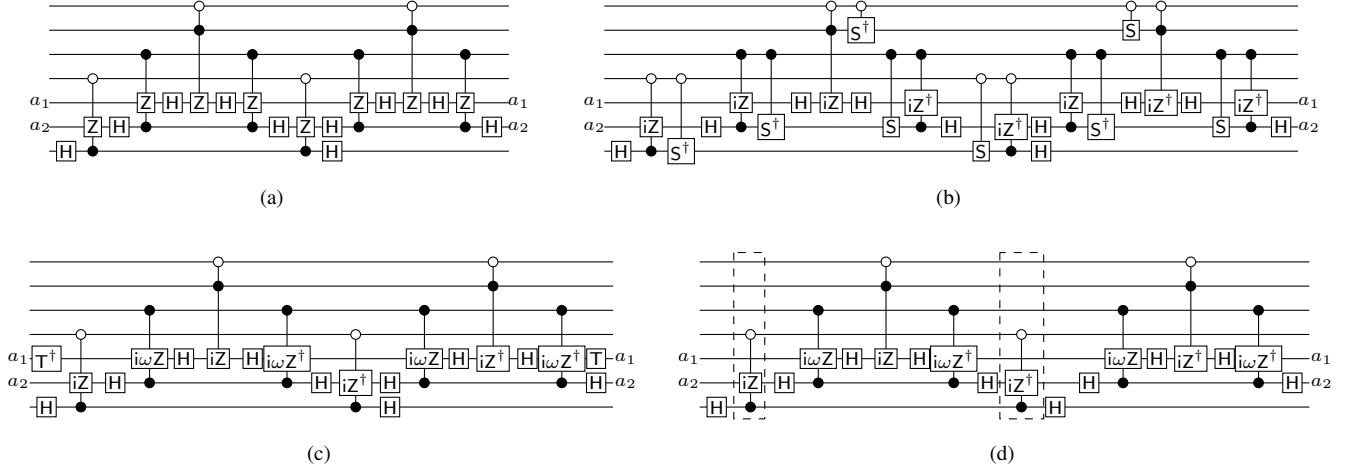 Z H Z H Z Z H Z H Z
a₁ Z H Z H Z Z H Z H Z a₁
a₂ Z H H Z H H a₂
H H
(a)
S† S
a₁ iZ H iZ H iZ† iZ H iZ† H iZ† a₁
a₂ iZ H S† S H iZ† H S† S H a₂
H S† S H
(b)
a₁ T† iωZ H iZ H iωZ† iωZ H iZ† H iωZ† T a₁
a₂ iZ H H iZ† H H a₂
H H
(c)
iωZ H iZ H iωZ† iωZ H iZ† H iωZ† a₁
a₁
a₂ iZ H H iZ† H H a₂
H H
(d)